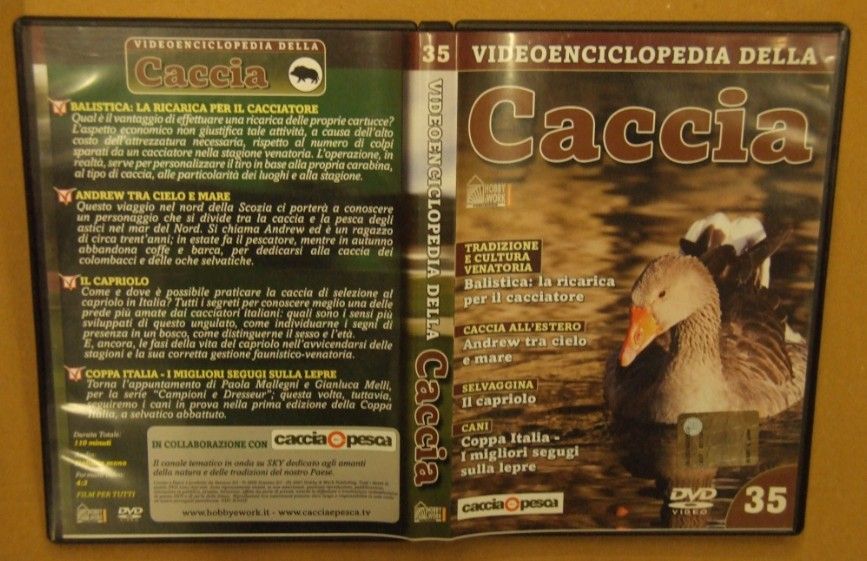 VIDEOENCICLOPEDIA DELLA
Caccia
BALISTICA: LA RICARICA PER IL CACCIATORE
Qual è il vantaggio di effettuare una ricarica delle proprie cartucce?
L'aspetto economico non giustifica tale attività, a causa dell'alto
costo dell'attrezzatura necessaria, rispetto al numero di colpi
sparati da un cacciatore nella stagione venatoria. L'operazione, in
realtà, serve per personalizzare il tiro in base alla propria carabina,
al tipo di caccia, alle particolarità dei luoghi e alla stagione.
ANDREW TRA CIELO E MARE
Questo viaggio nel nord della Scozia ci porterà a conoscere
un personaggio che si divide tra la caccia e la pesca degli
astici nel mar del Nord. Si chiama Andrew ed è un ragazzo
di circa trent'anni; in estate fa il pescatore, mentre in autunno
abbandona coffe e barca, per dedicarsi alla caccia dei
colombacci e delle oche selvatiche.
IL CAPRIOLO
Come e dove è possibile praticare la caccia di selezione al
capriolo in Italia? Tutti i segreti per conoscere meglio una delle
prede più amate dai cacciatori italiani: quali sono i sensi più
sviluppati di questo ungulato, come individuarne i segni di
presenza in un bosco, come distinguerne il sesso e l'età.
E, ancora, le fasi della vita del capriolo nell'avvicendarsi delle
stagioni e la sua corretta gestione faunistico-venatoria.
COPPA ITALIA - I MIGLIORI SEGUGI SULLA LEPRE
Torna l'appuntamento di Paola Mallegni e Gianluca Melli,
per la serie "Campioni e Dresseur"; questa volta, tuttavia,
seguiremo i cani in prova nella prima edizione della Coppa
Italia, a selvatico abbattuto.
Durata Totale:
110 minuti
4:3
FILM PER TUTTI
IN COLLABORAZIONE CON
caccia e pesca
Il canale tematico in onda su SKY dedicato agli amanti
della natura e delle tradizioni del nostro Paese.
HOBBY
WORK
DVD
www.hobbyework.it - www.cacciaepesca.tv
35
VIDEOENCICLOPEDIA DELLA
Caccia
VIDEOENCICLOPEDIA DELLA
Caccia
HOBBY
WORK
TRADIZIONE
E CULTURA
VENATORIA
Balistica: la ricarica
per il cacciatore
CACCIA ALL'ESTERO
Andrew tra cielo
e mare
SELVAGGINA
Il capriolo
CANI
Coppa Italia -
I migliori segugi
sulla lepre
caccia e pesca
DVD
VIDEO
35